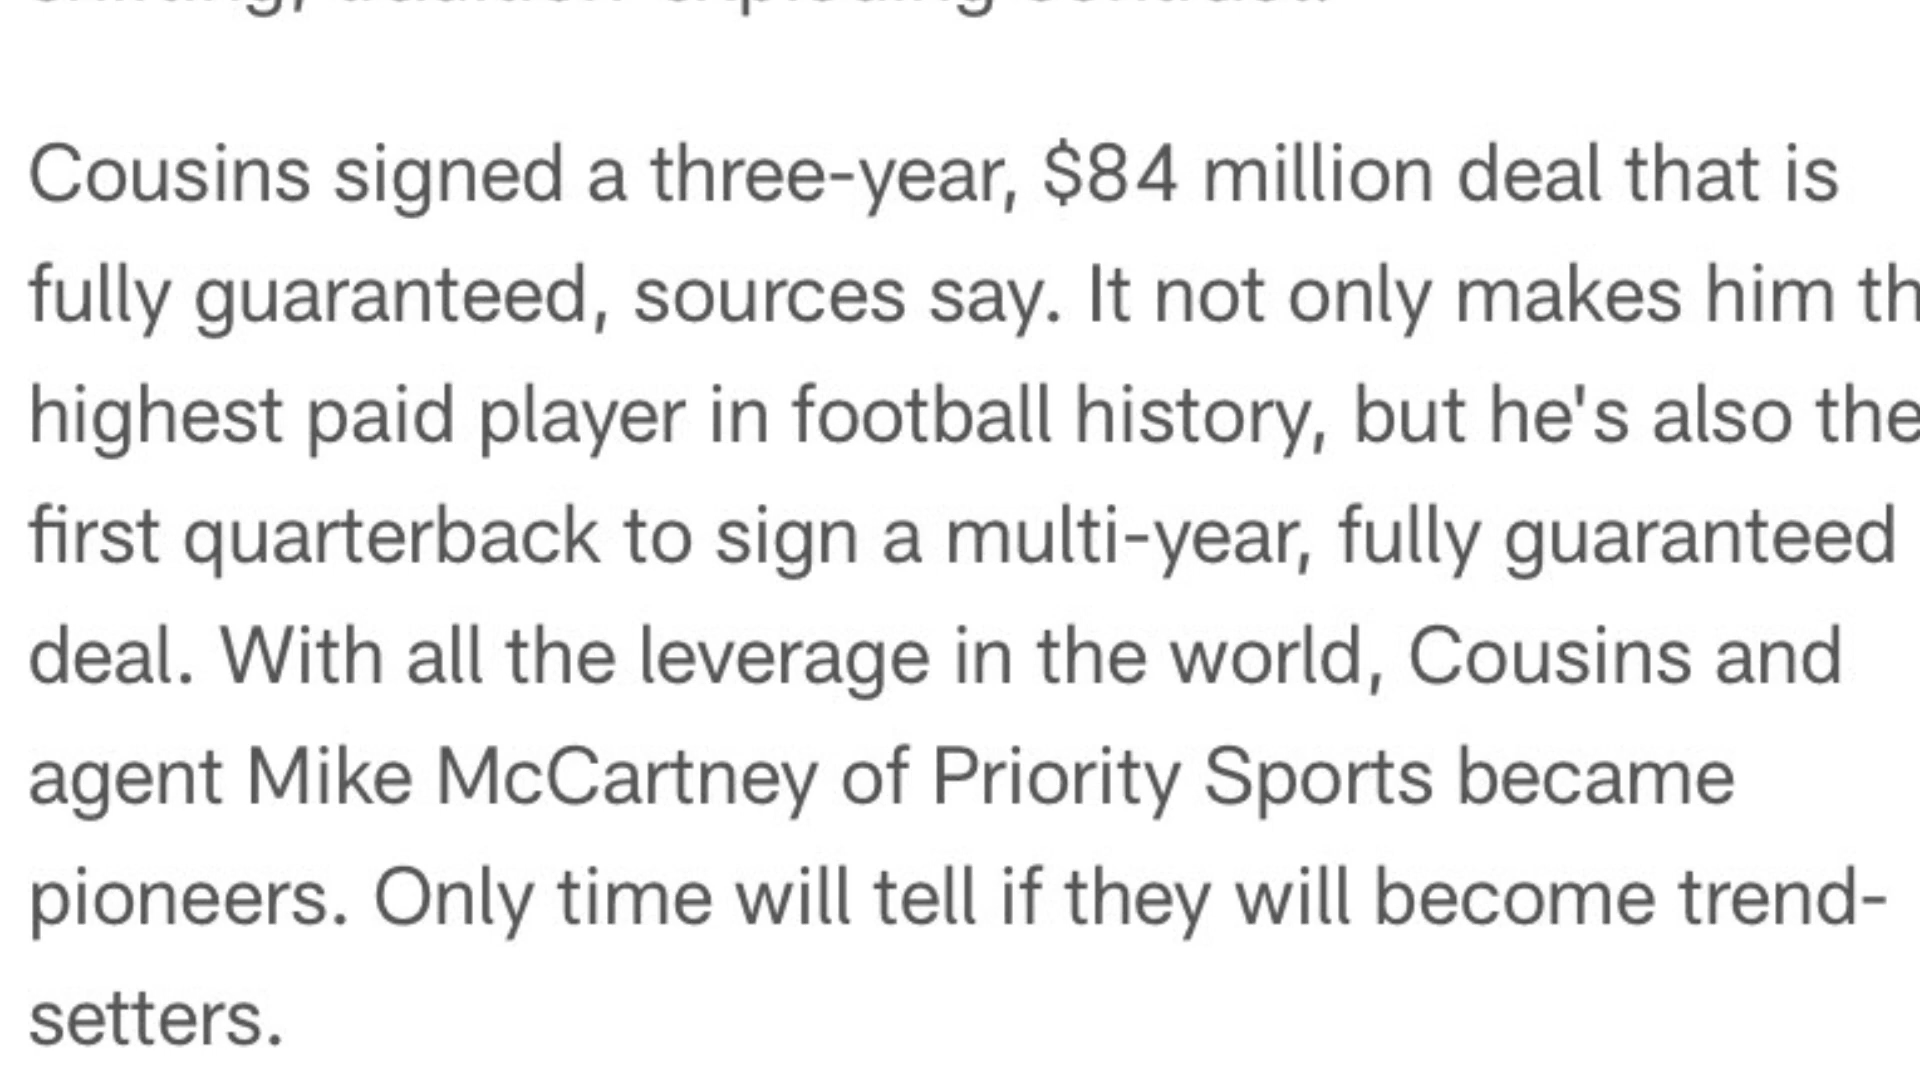 Cousins signed a three-year, $84 million deal that is
fully guaranteed, sources say. It not only makes him th
highest paid player in football history, but he's also the
first quarterback to sign a multi-year, fully guaranteed
deal. With all the leverage in the world, Cousins and
agent Mike McCartney of Priority Sports became
pioneers. Only time will tell if they will become trend-
setters.